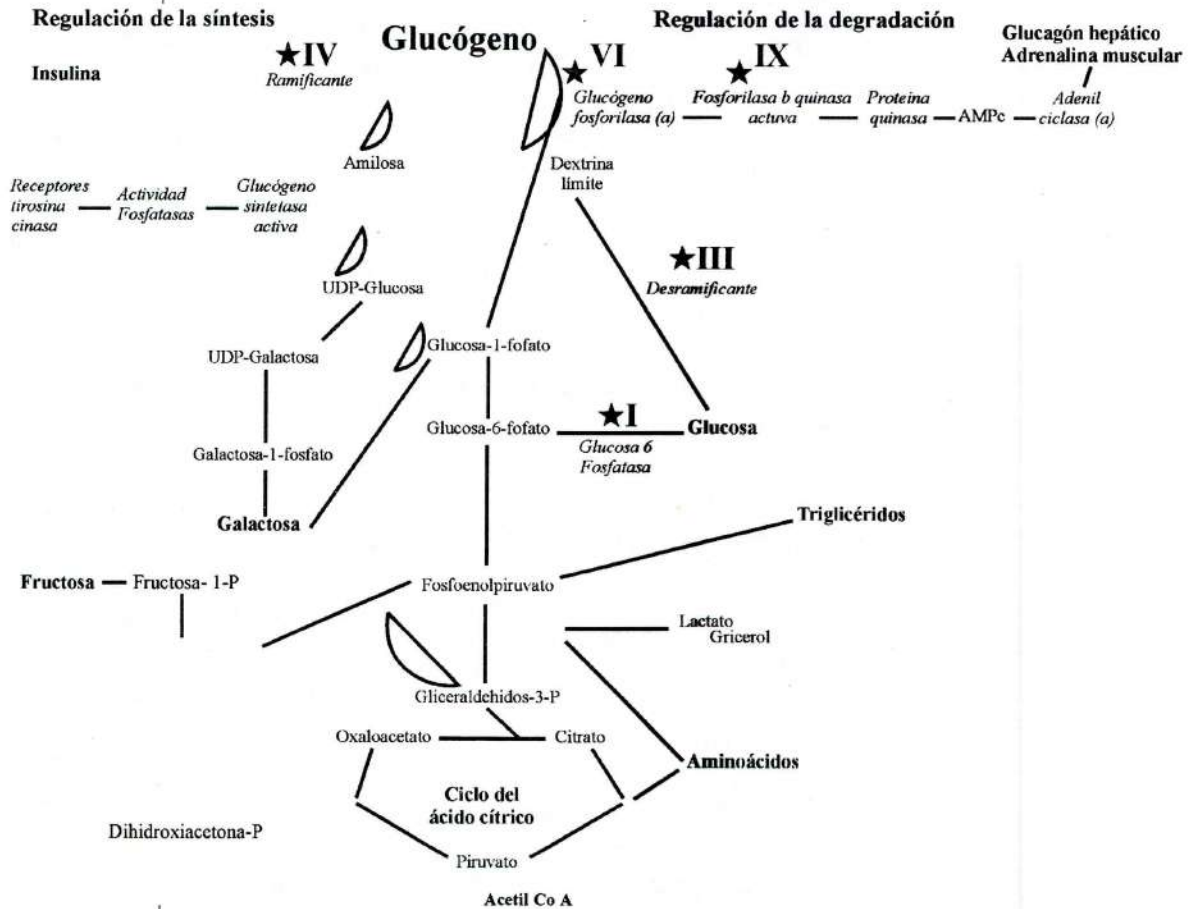 Regulación de la síntesis
Regulación de la degradación
Glucógeno
Glucagón hepático
Adrenalina muscular
★IV
Ramificante
Insulina
★VI
Glucógeno
fosforilasa (a)
★IX
Fosforilasa b quinasa
actuva
Proteina
quinasa
AMPc
Adenil
ciclasa (a)
Amilosa
Dextrina
límite
Receptores
tirosina
cinasa
Actividad
Fosfatasas
Glucógeno
sintetasa
activa
★III
Desramificante
UDP-Glucosa
UDP-Galactosa
Glucosa-1-fofato
★I
Glucosa-6-fofato
Glucosa 6
Fosfatasa
Glucosa
Galactosa-1-fosfato
Galactosa
Triglicéridos
Fructosa
Fructosa- 1-P
Fosfoenolpiruvato
Lactato
Gricerol
Gliceraldehidos-3-P
Oxaloacetato
Citrato
Aminoácidos
Ciclo del
ácido cítrico
Dihidroxiacetona-P
Piruvato
Acetil Co A